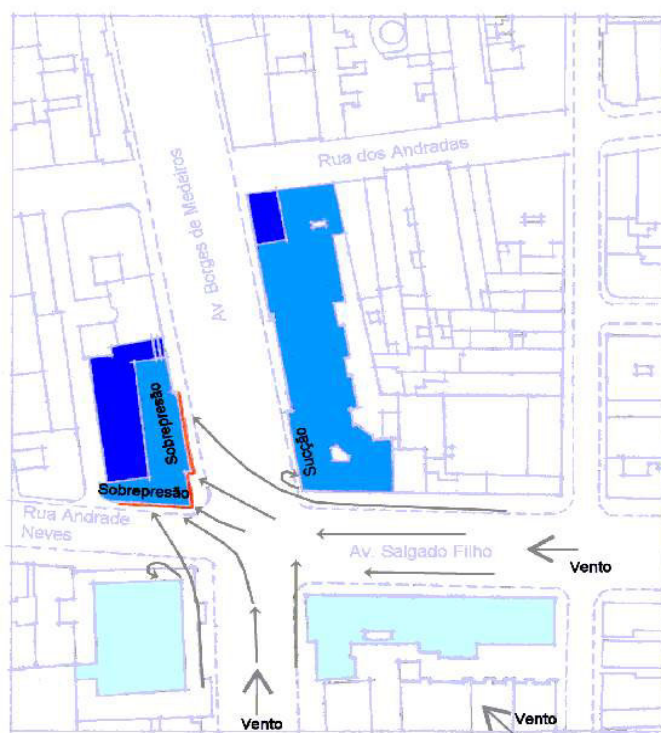 Rua dos Andradas
Av. Borges de Medeiros
Sobrepresão
Sucção
Sobrepresão
Rua Andrade
Neves
Av. Salgado Filho
Vento
Vento
Vento